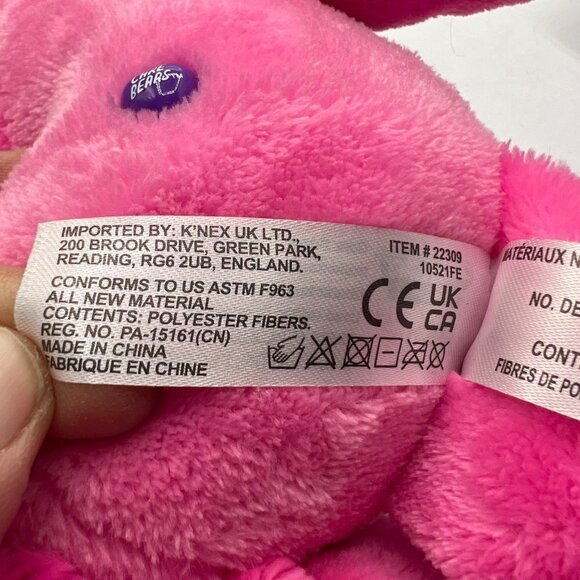 CARE
BEARS
IMPORTED BY: K'NEX UK LTD.,
200 BROOK DRIVE, GREEN PARK,
READING, RG6 2UB, ENGLAND.
CONFORMS TO US ASTM F963
ALL NEW MATERIAL
CONTENTS: POLYESTER FIBERS.
REG. NO. PA-15161(CN)
MADE IN CHINA
FABRIQUE EN CHINE
ITEM # 22309
10521FE
CE UK
CA
MATÉRIAUX N
NO. DE
CONT
FIBRES DE PO